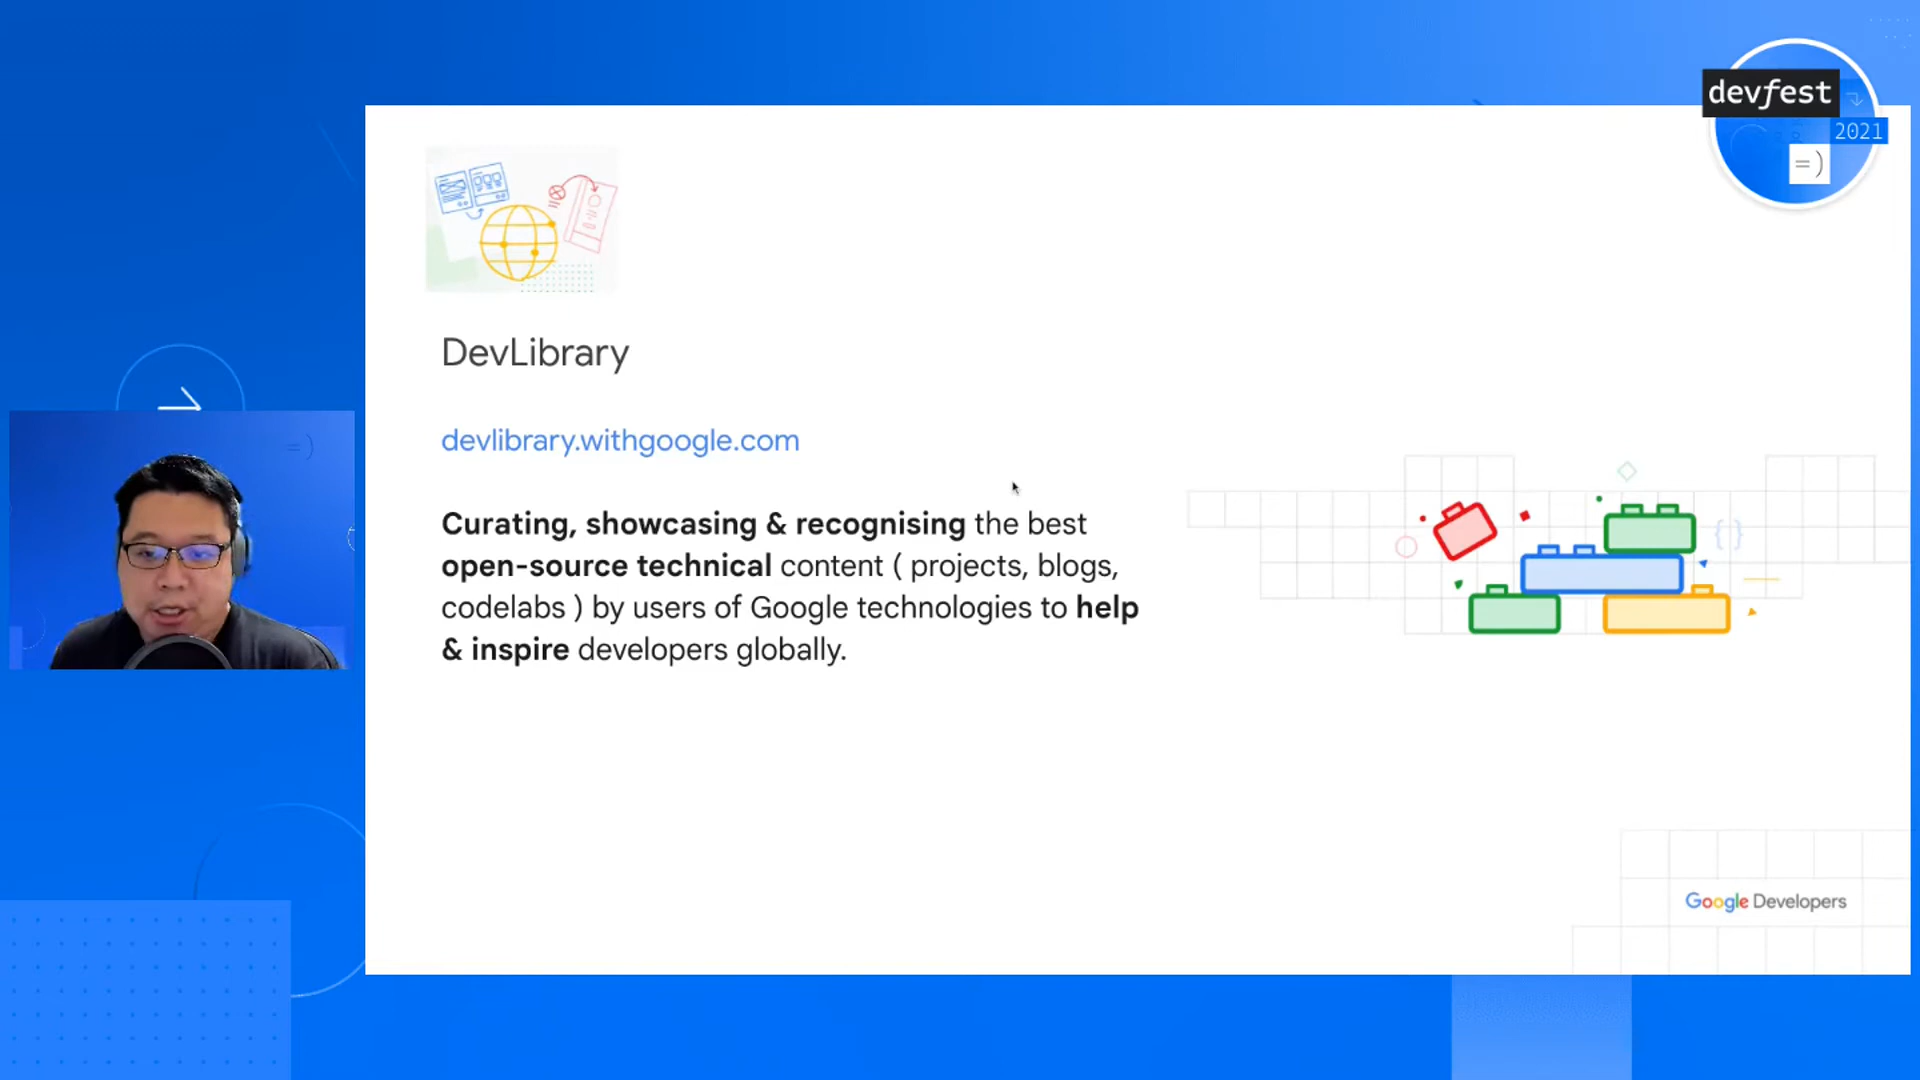 devfest
2021
=)
DevLibrary
devlibrary.withgoogle.com
Curating, showcasing & recognising the best
open-source technical content ( projects, blogs,
codelabs ) by users of Google technologies to help
& inspire developers globally.
{ }
Google Developers